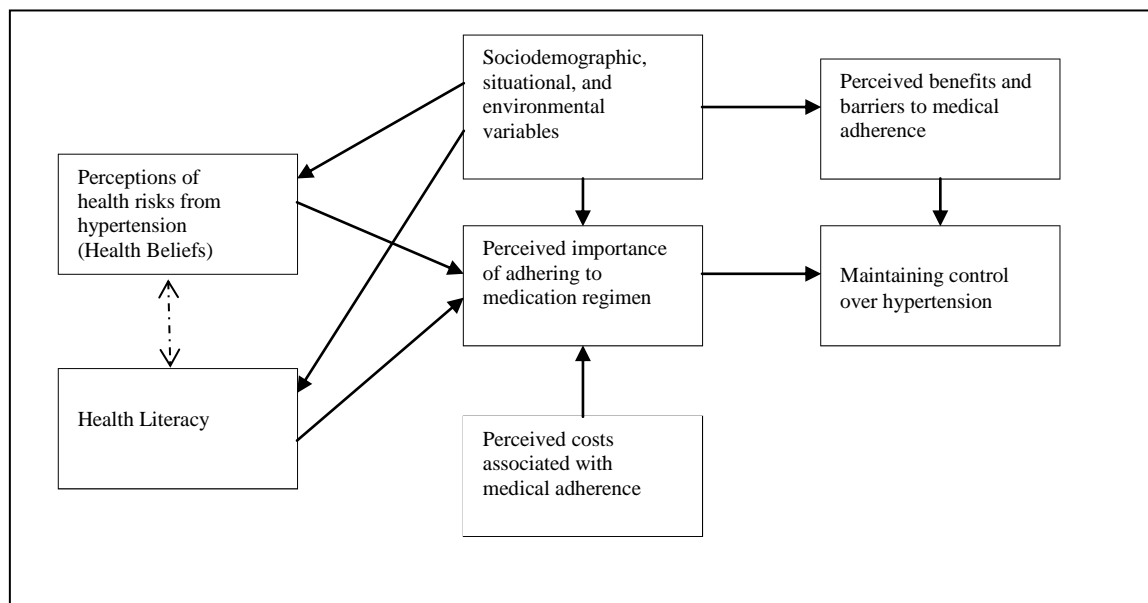 Sociodemographic,
situational, and
environmental
variables
Perceived benefits and
barriers to medical
adherence
Perceptions of
health risks from
hypertension
(Health Beliefs)
Perceived importance
of adhering to
medication regimen
Maintaining control
over hypertension
Health Literacy
Perceived costs
associated with
medical adherence